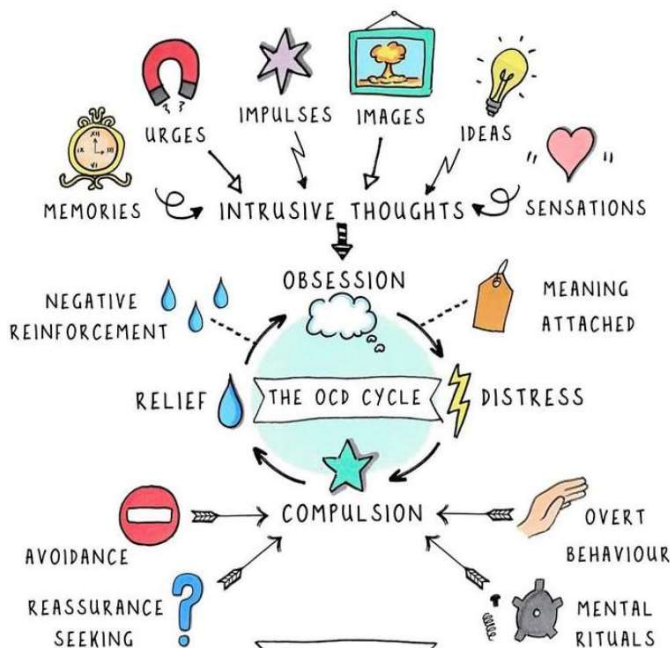 URGES
IMPULSES
IMAGES
IDEAS
MEMORIES
INTRUSIVE THOUGHTS
SENSATIONS
OBSESSION
NEGATIVE
REINFORCEMENT
MEANING
ATTACHED
RELIEF
THE OCD CYCLE
DISTRESS
COMPULSION
AVOIDANCE
OVERT
BEHAVIOUR
REASSURANCE
SEEKING
MENTAL
RITUALS